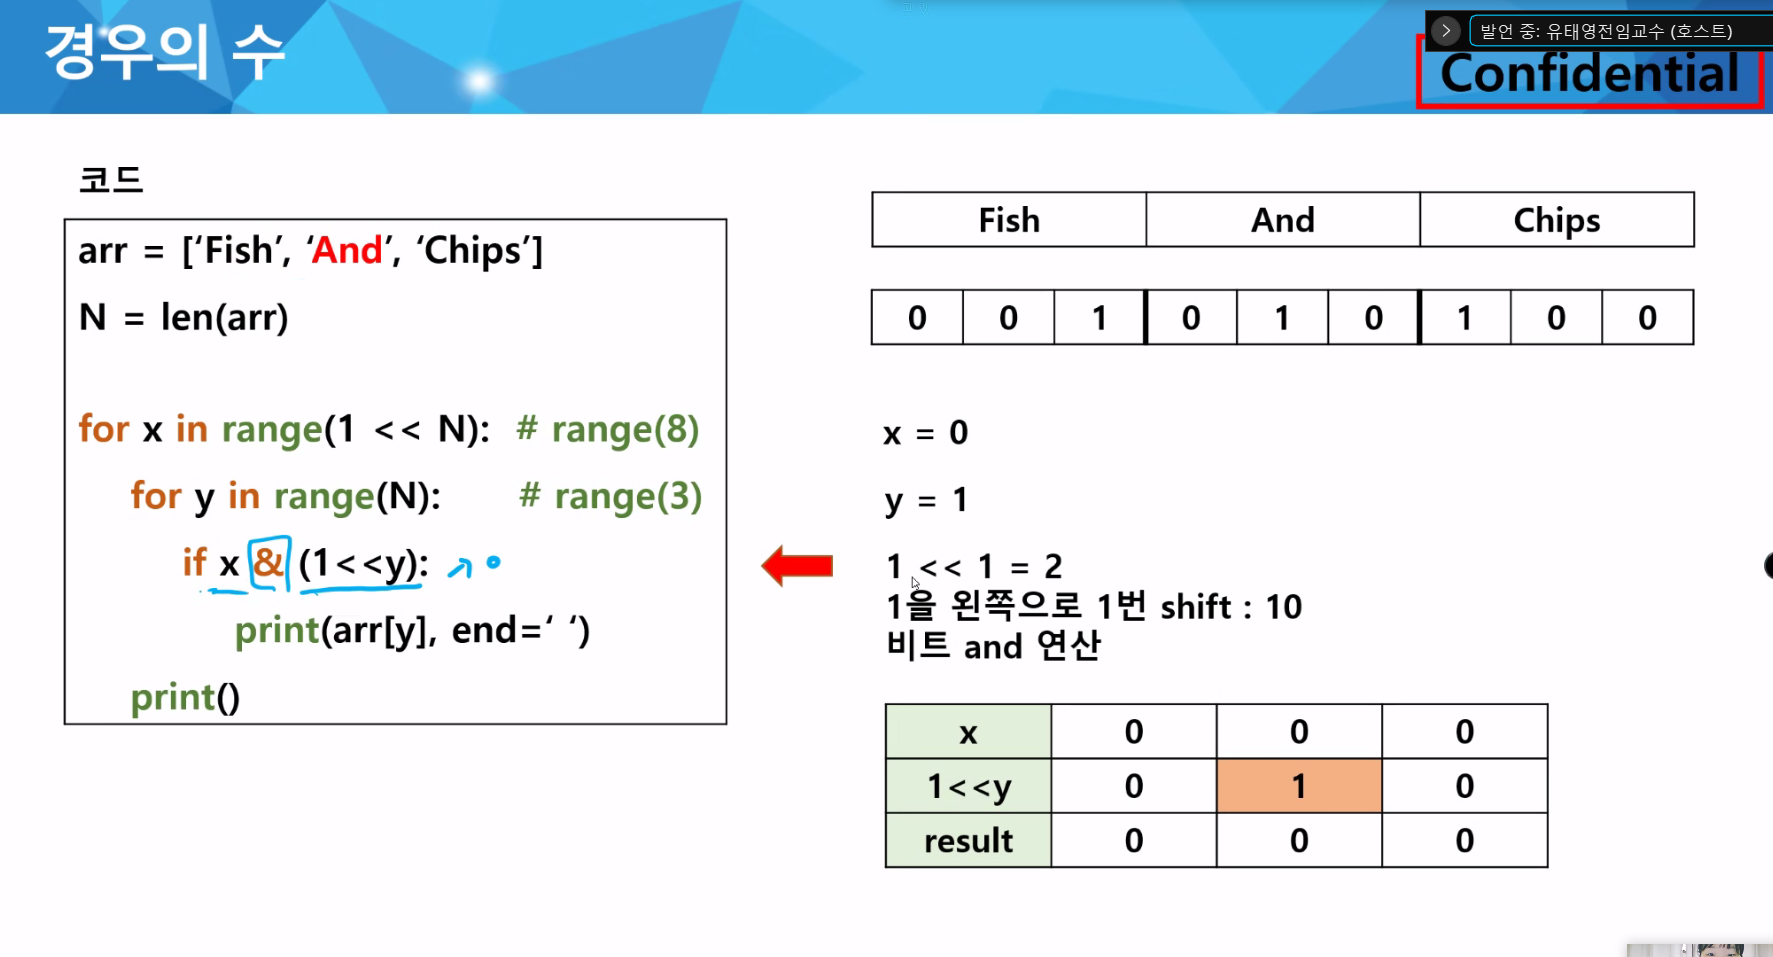 경우의 수
발언 중: 유태영전임교수 (호스트)
Confidential
코드
arr = [‘Fish’, ‘And’, ‘Chips’]
N = len(arr)
for x in range(1 << N): # range(8)
for y in range(N): # range(3)
if x & (1<<y):
print(arr[y], end=‘ ‘)
print()
Fish And Chips
0 0 1 0 1 0 1 0 0
x = 0
y = 1
1 << 1 = 2
1을 왼쪽으로 1번 shift : 10
비트 and 연산
x 0 0 0
1<<y 0 1 0
result 0 0 0